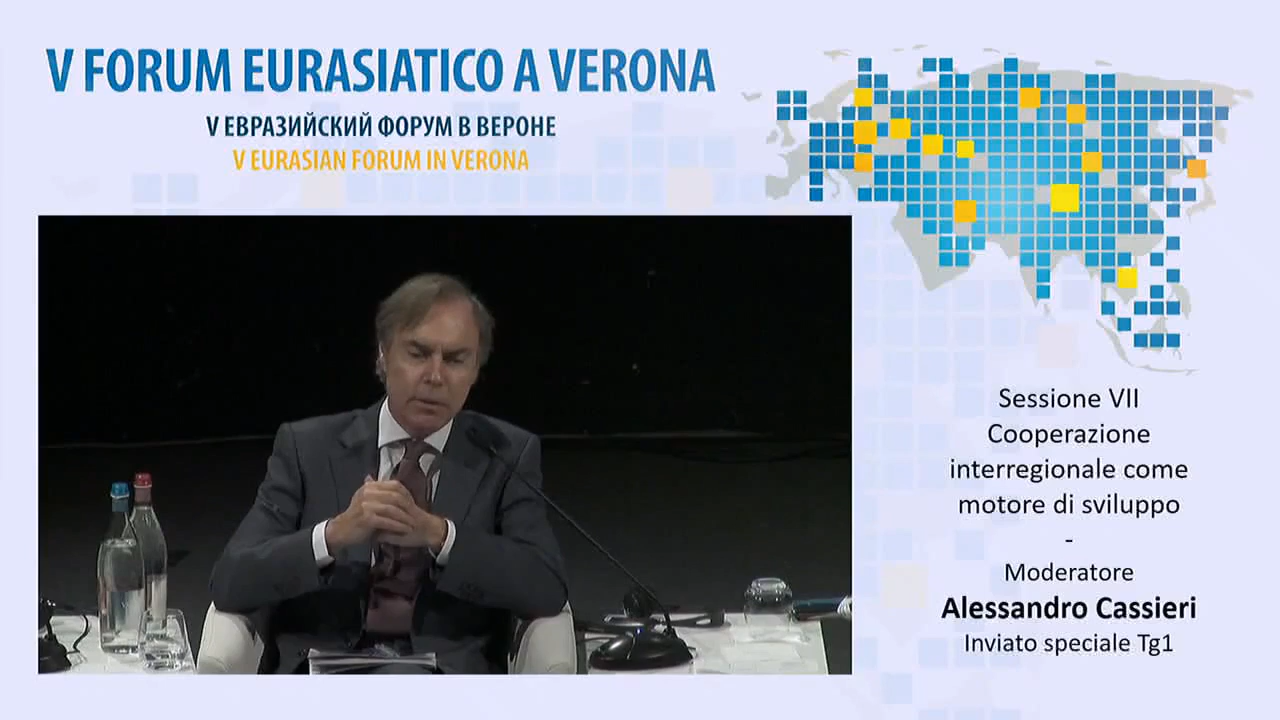 V FORUM EURASIATICO A VERONA
V ЕВРАЗИЙСКИЙ ФОРУМ В ВЕРОНЕ
V EURASIAN FORUM IN VERONA
Sessione VII
Cooperazione
interregionale come
motore di sviluppo
-
Moderatore
Alessandro Cassieri
Inviato speciale Tg1